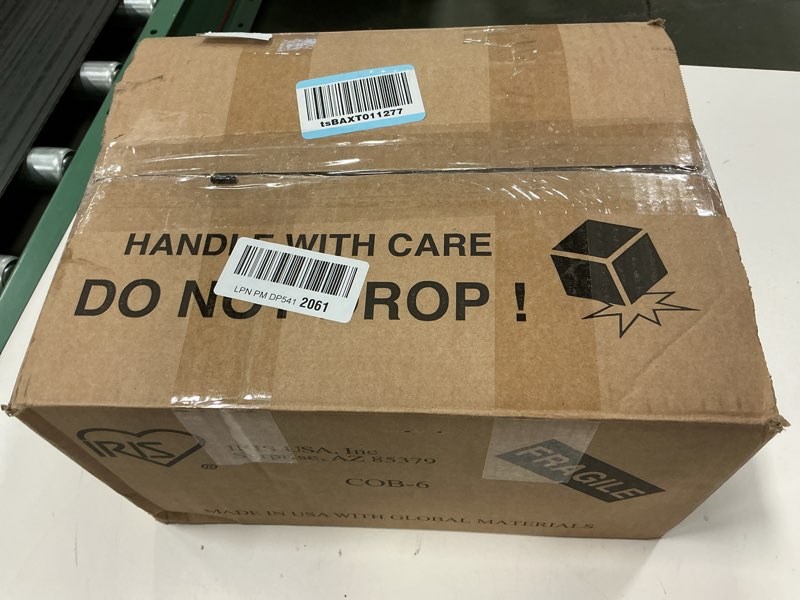 tsBAXT011277
HANDLE WITH CARE
LPN PM DP541 2061
DO NOT DROP !
IRIS ®
IRIS USA, Inc
Surprise, AZ 85379
FRAGILE
COB-6
MADE IN USA WITH GLOBAL MATERIALS